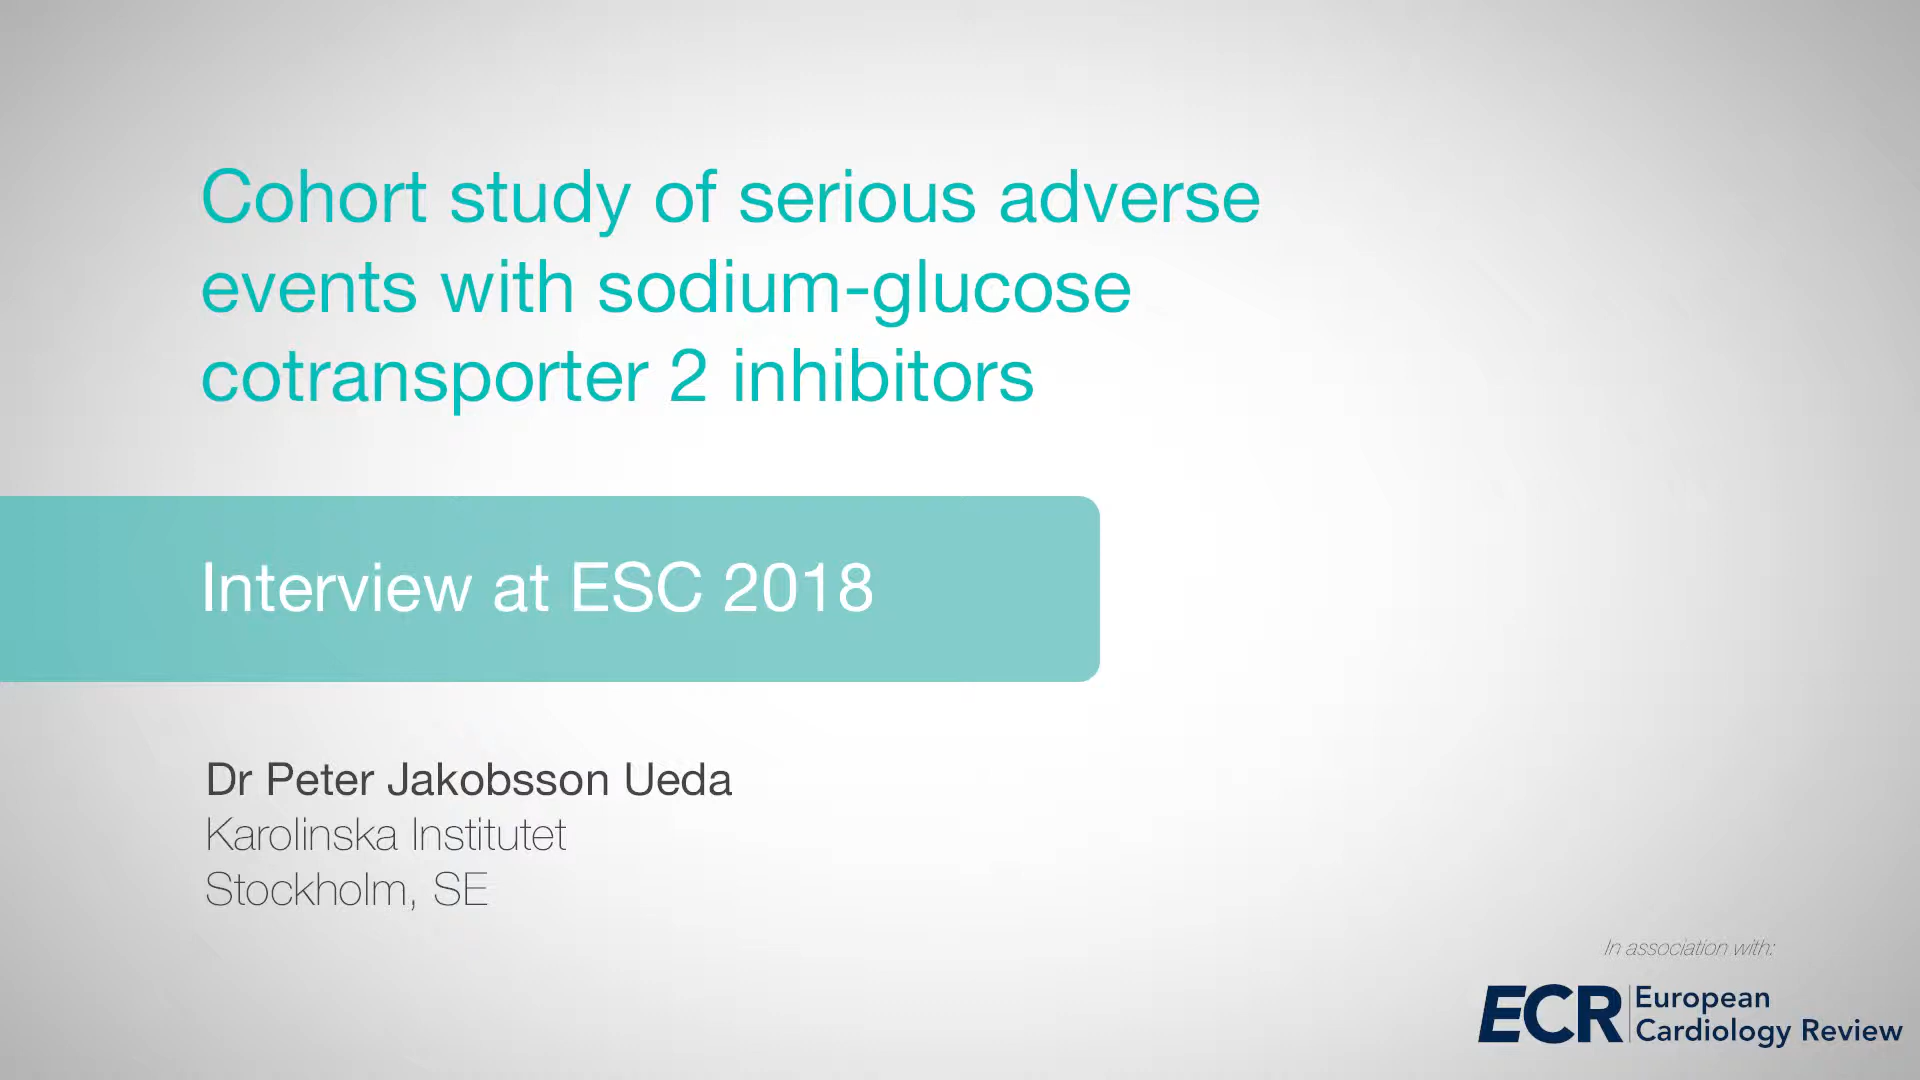 Cohort study of serious adverse
events with sodium-glucose
cotransporter 2 inhibitors
Interview at ESC 2018
Dr Peter Jakobsson Ueda
Karolinska Institutet
Stockholm, SE
In association with:
ECR European
Cardiology Review